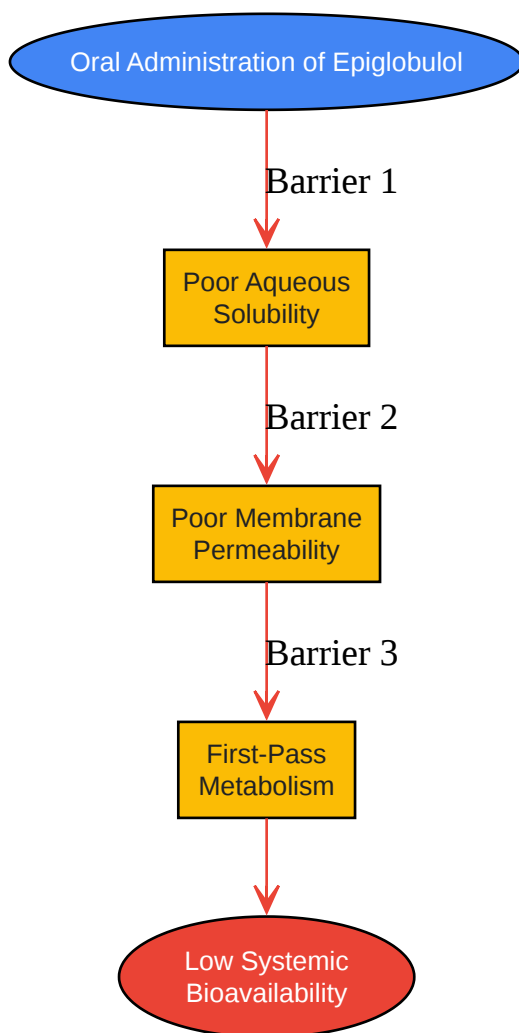 Oral Administration of Epiglobulol
Barrier 1
Poor Aqueous
Solubility
Barrier 2
Poor Membrane
Permeability
Barrier 3
First-Pass
Metabolism
Low Systemic
Bioavailability